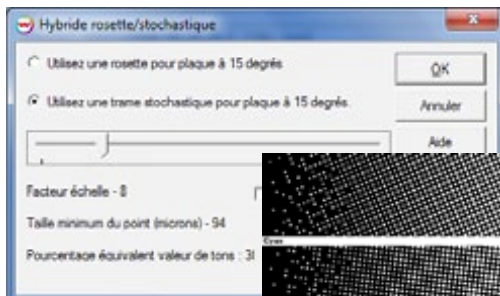 Hybride rosette/stochastique
Utilisez une rosette pour plaque à 15 degrés
OK
Utilisez une trame stochastique pour plaque à 15 degrés.
Annuler
Aide
Facteur échelle - 8
Taille minimum du point (microns) - 94
Cyan
Pourcentage équivalent valeur de tons :